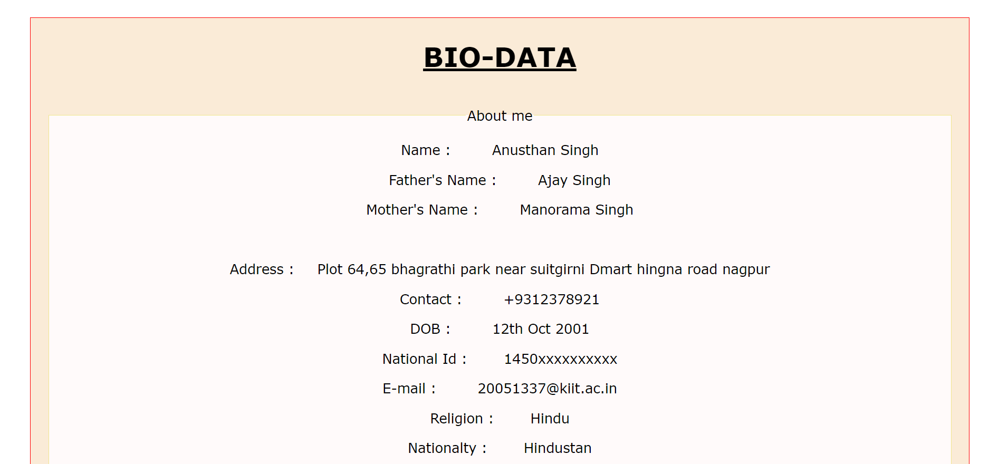 BIO-DATA
About me
Name : Anusthan Singh
Father's Name : Ajay Singh
Mother's Name : Manorama Singh
Address : Plot 64,65 bhagrathi park near suitgirni Dmart hingna road nagpur
Contact : +9312378921
DOB : 12th Oct 2001
National Id : 1450xxxxxxxxxx
E-mail : 20051337@kiit.ac.in
Religion : Hindu
Nationalty : Hindustan